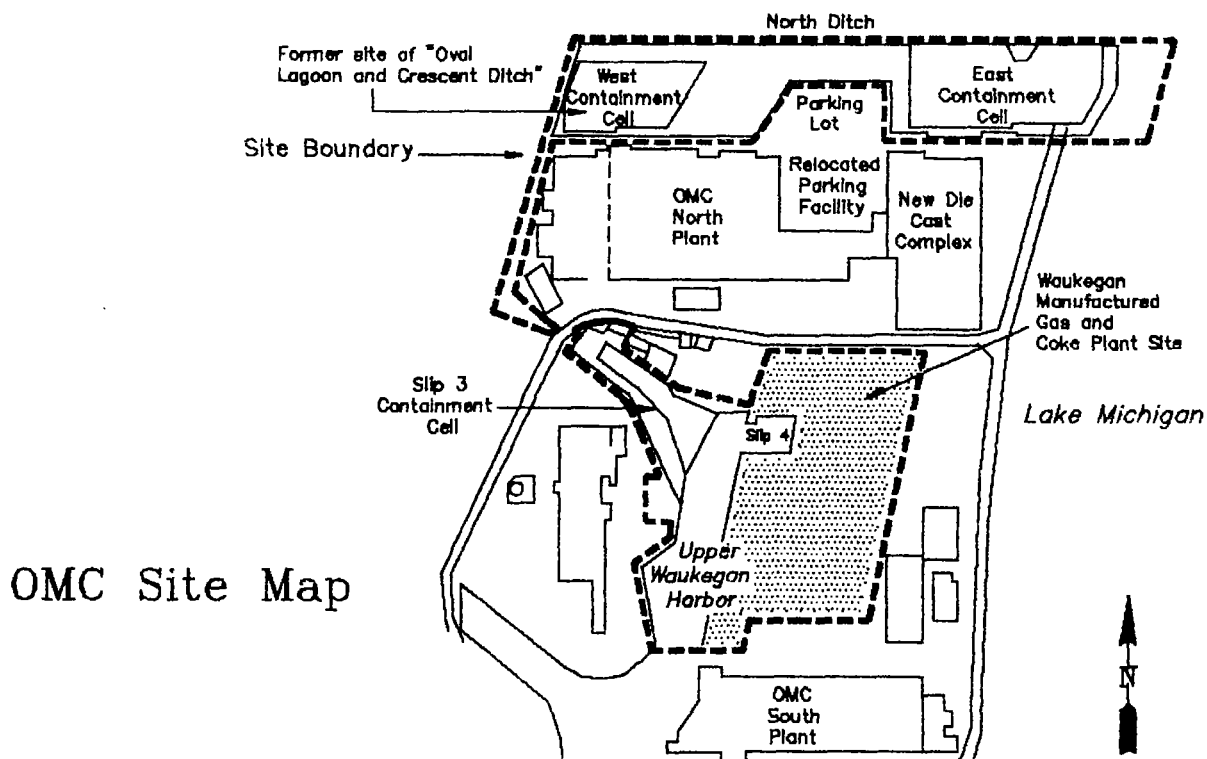 North Ditch
Former site of "Oval
Lagoon and Crescent Ditch"
West
Containment
Cell
East
Containment
Cell
Parking
Lot
Site Boundary
Relocated
Parking
Facility
OMC
North
Plant
New Die
Cast
Complex
Waukegan
Manufactured
Gas and
Coke Plant Site
Slip 3
Containment
Cell
Slip 4
Lake Michigan
Upper
Waukegan
Harbor
OMC Site Map
N
OMC
South
Plant